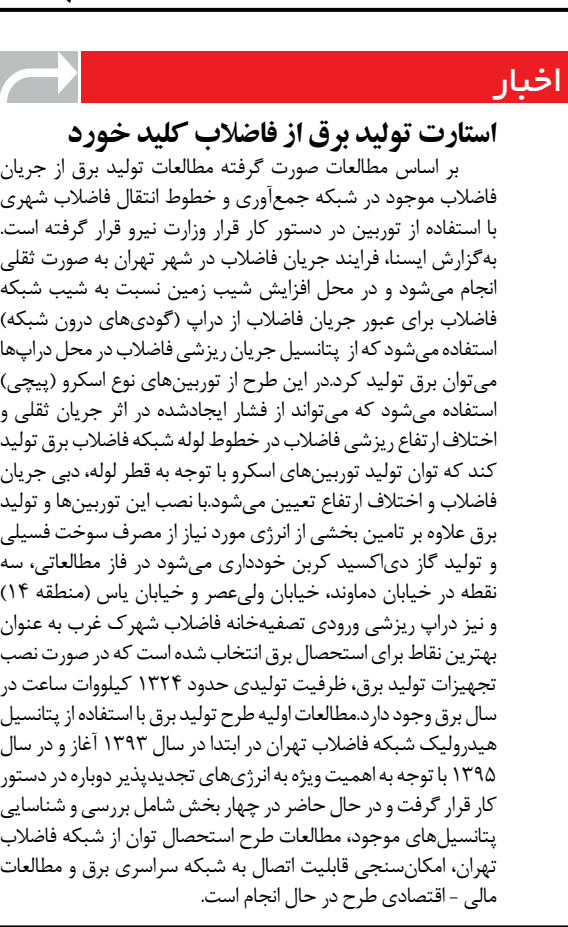 اخبار
استارت تولید برق از فاضلاب کلید خورد
بر اساس مطالعات صورت گرفته مطالعات تولید برق از جریان
فاضلاب موجود در شبکه جمع‌آوری و خطوط انتقال فاضلاب شهری
با استفاده از توربین در دستور کار قرار وزارت نیرو قرار گرفته است.
به‌گزارش ایسنا، فرایند جریان فاضلاب در شهر تهران به صورت ثقلی
انجام می‌شود و در محل افزایش شیب زمین نسبت به شیب شبکه
فاضلاب برای عبور جریان فاضلاب از دراپ (گودی‌های درون شبکه)
استفاده می‌شود که از پتانسیل جریان ریزشی فاضلاب در محل دراپ‌ها
می‌توان برق تولید کرد.در این طرح از توربین‌های نوع اسکرو (پیچی)
استفاده می‌شود که می‌تواند از فشار ایجادشده در اثر جریان ثقلی و
اختلاف ارتفاع ریزشی فاضلاب در خطوط لوله شبکه فاضلاب برق تولید
کند که توان تولید توربین‌های اسکرو با توجه به قطر لوله، دبی جریان
فاضلاب و اختلاف ارتفاع تعیین می‌شود.با نصب این توربین‌ها و تولید
برق علاوه بر تامین بخشی از انرژی مورد نیاز از مصرف سوخت فسیلی
و تولید گاز دی‌اکسید کربن خودداری می‌شود در فاز مطالعاتی، سه
نقطه در خیابان دماوند، خیابان ولی‌عصر و خیابان یاس (منطقه ۱۴)
و نیز دراپ ریزشی ورودی تصفیه‌خانه فاضلاب شهرک غرب به عنوان
بهترین نقاط برای استحصال برق انتخاب شده است که در صورت نصب
تجهیزات تولید برق، ظرفیت تولیدی حدود ۱۳۲۴ کیلووات ساعت در
سال برق وجود دارد.مطالعات اولیه طرح تولید برق با استفاده از پتانسیل
هیدرولیک شبکه فاضلاب تهران در ابتدا در سال ۱۳۹۳ آغاز و در سال
۱۳۹۵ با توجه به اهمیت ویژه به انرژی‌های تجدیدپذیر دوباره در دستور
کار قرار گرفت و در حال حاضر در چهار بخش شامل بررسی و شناسایی
پتانسیل‌های موجود، مطالعات طرح استحصال توان از شبکه فاضلاب
تهران، امکان‌سنجی قابلیت اتصال به شبکه سراسری برق و مطالعات
مالی - اقتصادی طرح در حال انجام است.